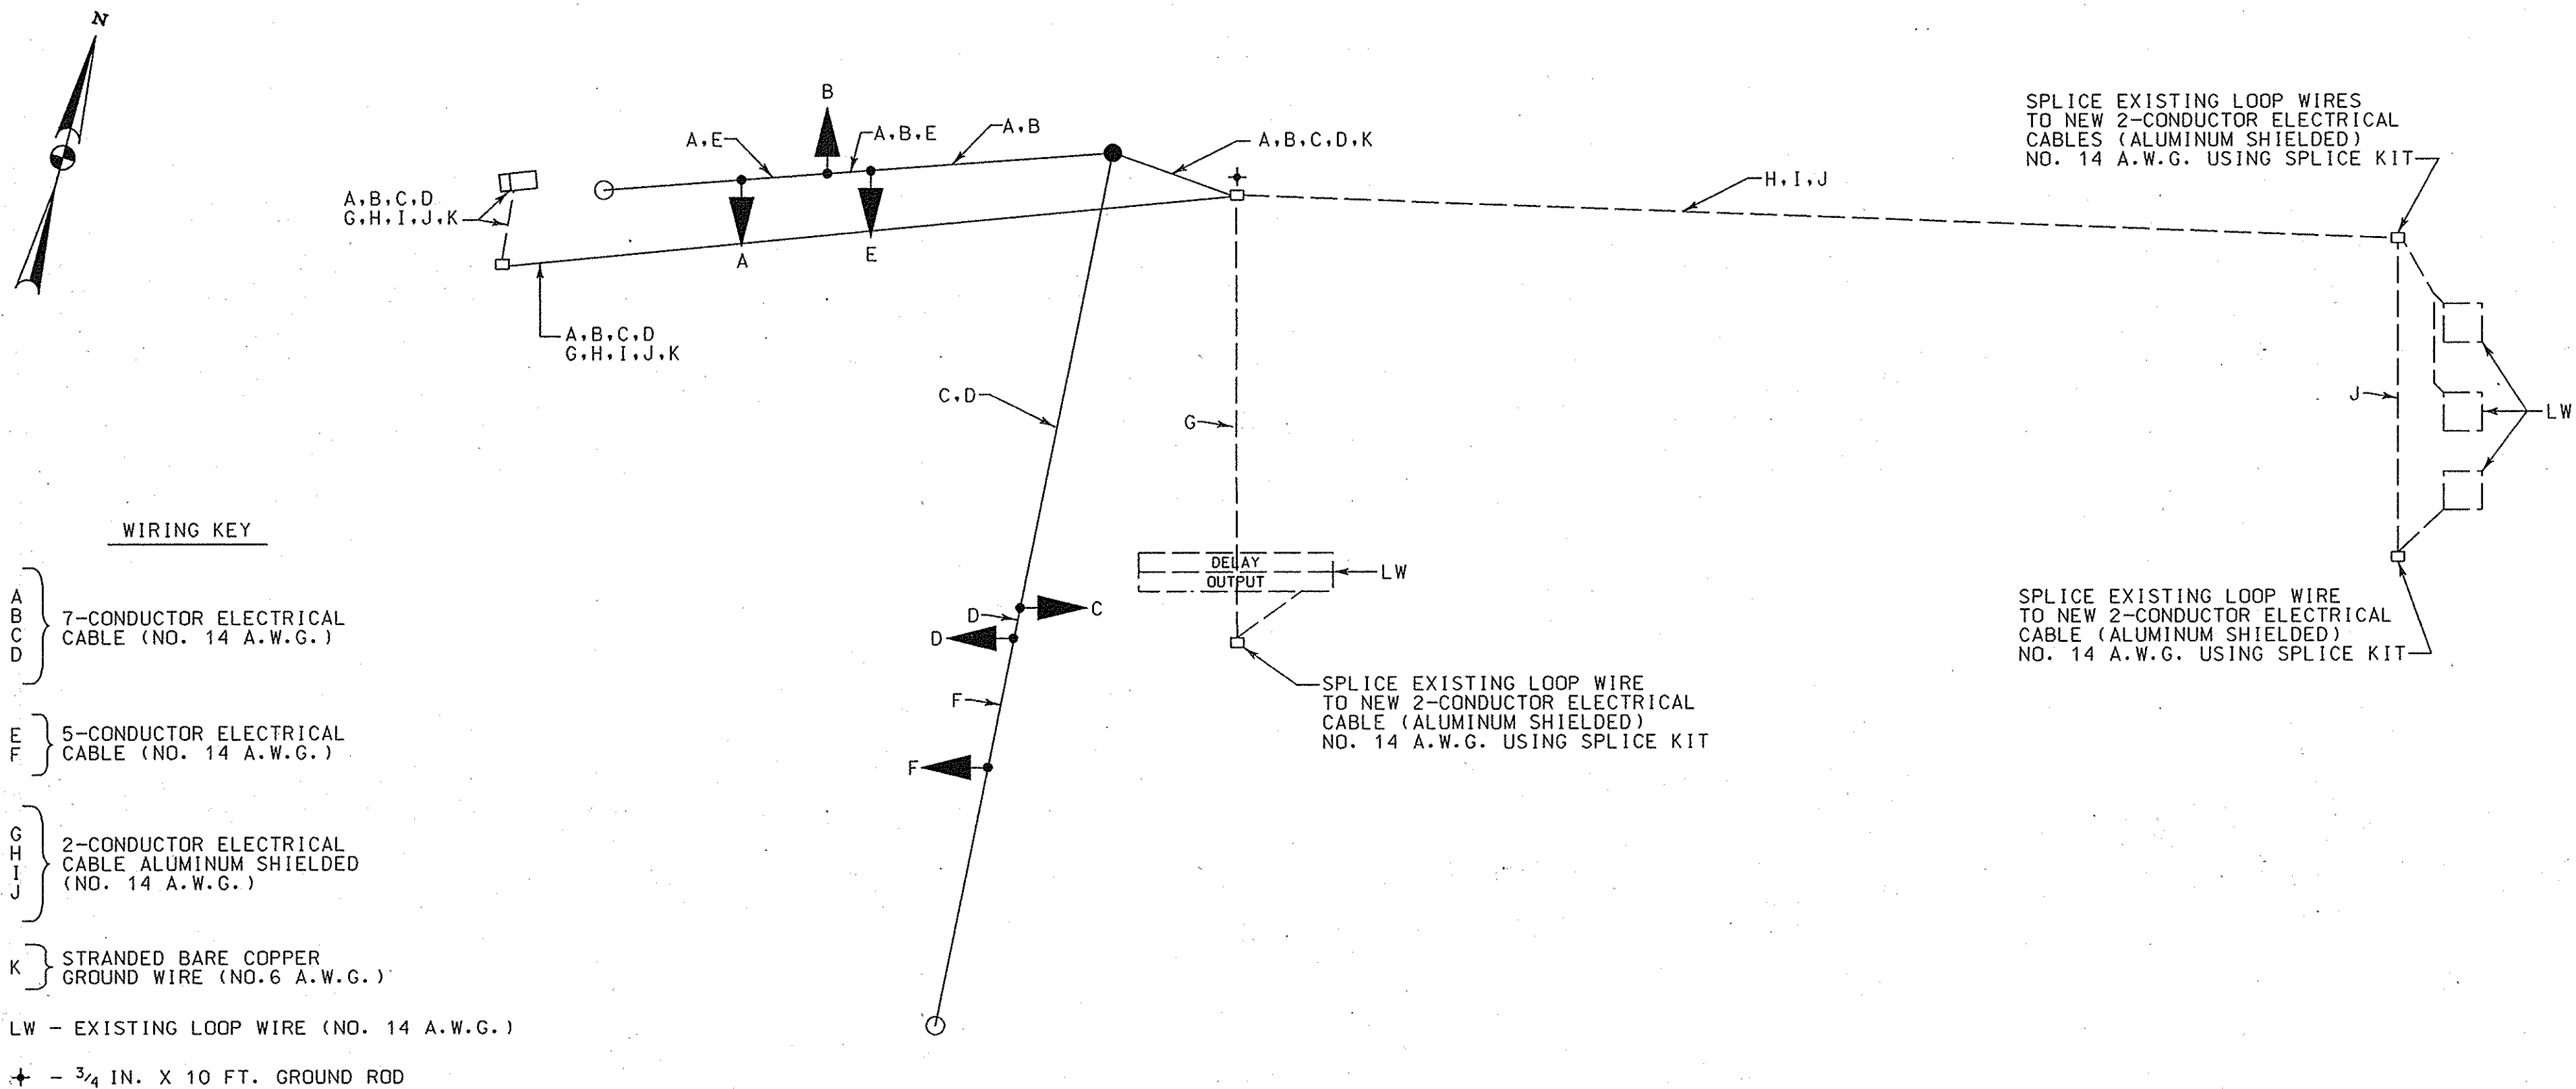 N
B
A,E
A,B,E
A,B
A,B,C,D,K
SPLICE EXISTING LOOP WIRES
TO NEW 2-CONDUCTOR ELECTRICAL
CABLES (ALUMINUM SHIELDED)
NO. 14 A.W.G. USING SPLICE KIT
H,I,J
A,B,C,D
G,H,I,J,K
A
E
A,B,C,D
G,H,I,J,K
C,D
G
J
LW
WIRING KEY
A
B
C
D
7-CONDUCTOR ELECTRICAL
CABLE (NO. 14 A.W.G.)
E
F
5-CONDUCTOR ELECTRICAL
CABLE (NO. 14 A.W.G.)
G
H
I
J
2-CONDUCTOR ELECTRICAL
CABLE ALUMINUM SHIELDED
(NO. 14 A.W.G.)
K
STRANDED BARE COPPER
GROUND WIRE (NO.6 A.W.G.)
LW - EXISTING LOOP WIRE (NO. 14 A.W.G.)
- 3/4 IN. X 10 FT. GROUND ROD
DELAY
OUTPUT
LW
D
C
D
F
F
SPLICE EXISTING LOOP WIRE
TO NEW 2-CONDUCTOR ELECTRICAL
CABLE (ALUMINUM SHIELDED)
NO. 14 A.W.G. USING SPLICE KIT
SPLICE EXISTING LOOP WIRE
TO NEW 2-CONDUCTOR ELECTRICAL
CABLE (ALUMINUM SHIELDED)
NO. 14 A.W.G. USING SPLICE KIT